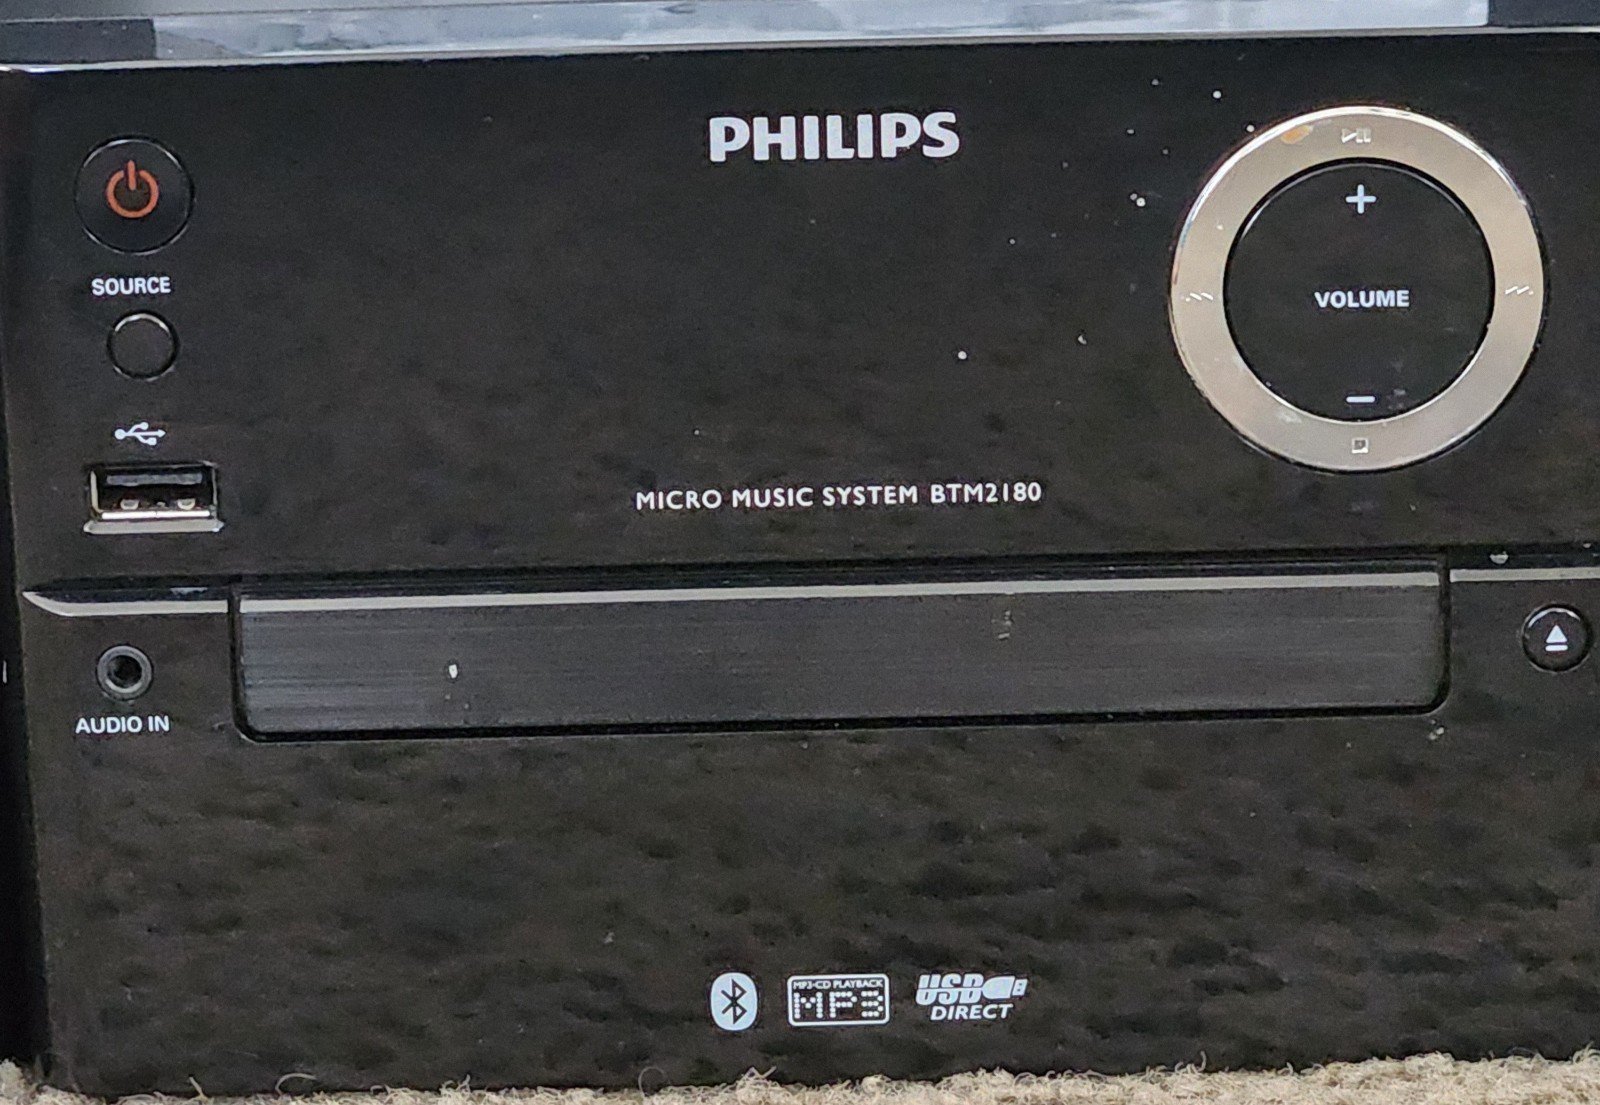 PHILIPS
SOURCE
VOLUME
MICRO MUSIC SYSTEM BTM2180
AUDIO IN
MP3-CD PLAYBACK
MP3
USB
DIRECT